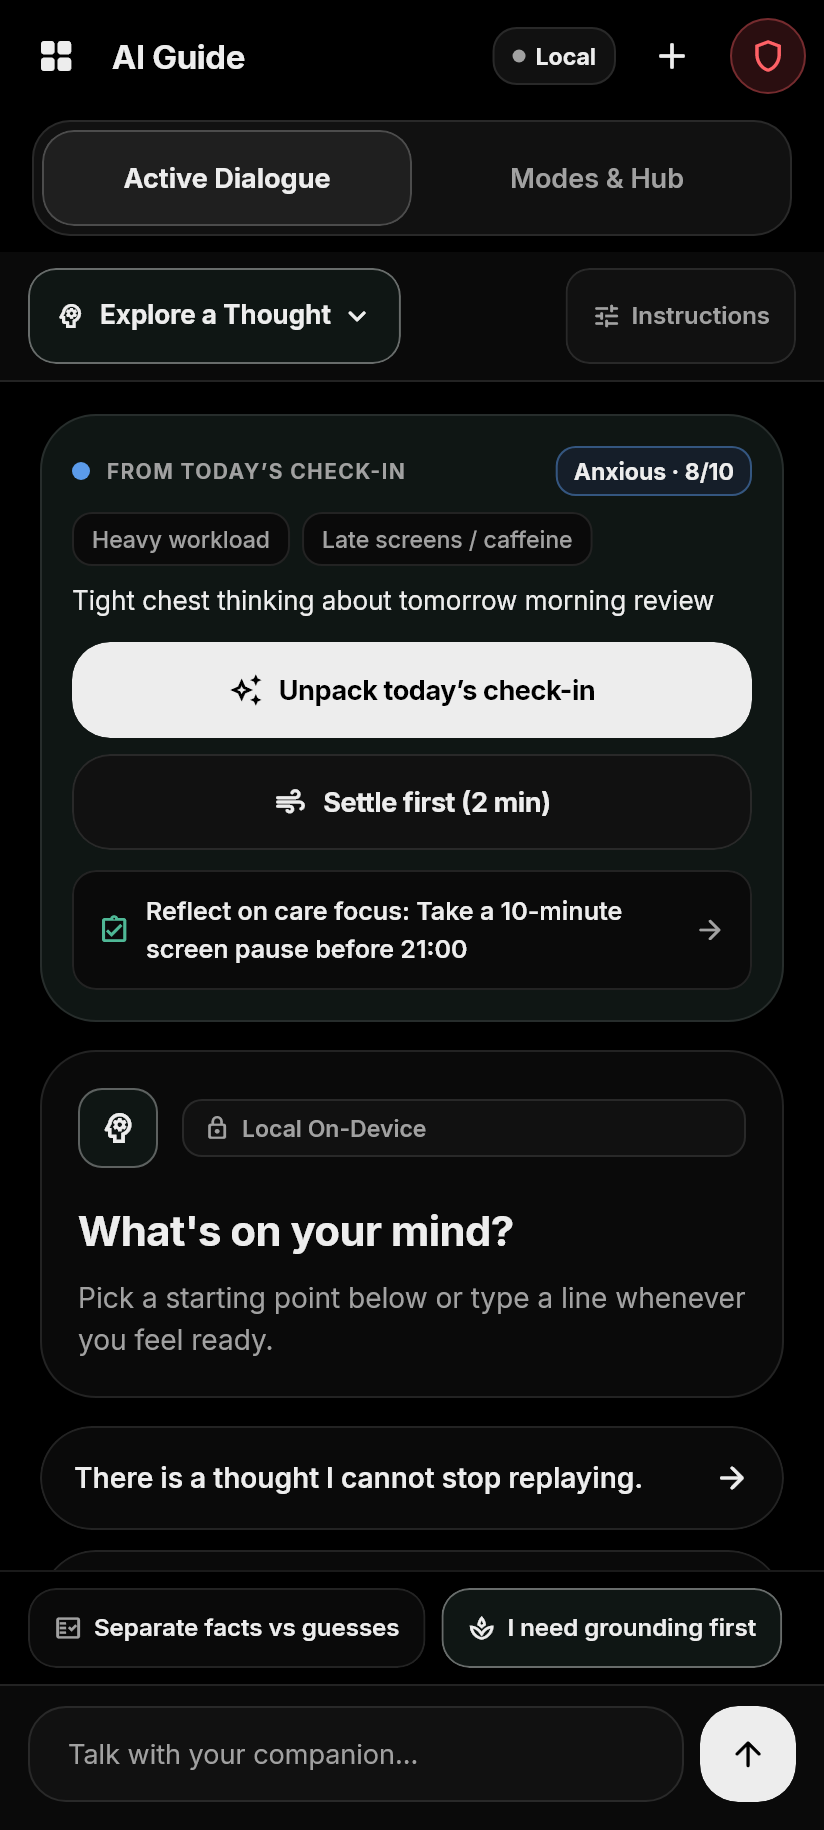 AI Guide
Local
Active Dialogue
Modes & Hub
Explore a Thought
Instructions
FROM TODAY’S CHECK-IN
Anxious · 8/10
Heavy workload
Late screens / caffeine
Tight chest thinking about tomorrow morning review
Unpack today’s check-in
Settle first (2 min)
Reflect on care focus: Take a 10-minute
screen pause before 21:00
Local On-Device
What's on your mind?
Pick a starting point below or type a line whenever
you feel ready.
There is a thought I cannot stop replaying.
Separate facts vs guesses
I need grounding first
Talk with your companion...